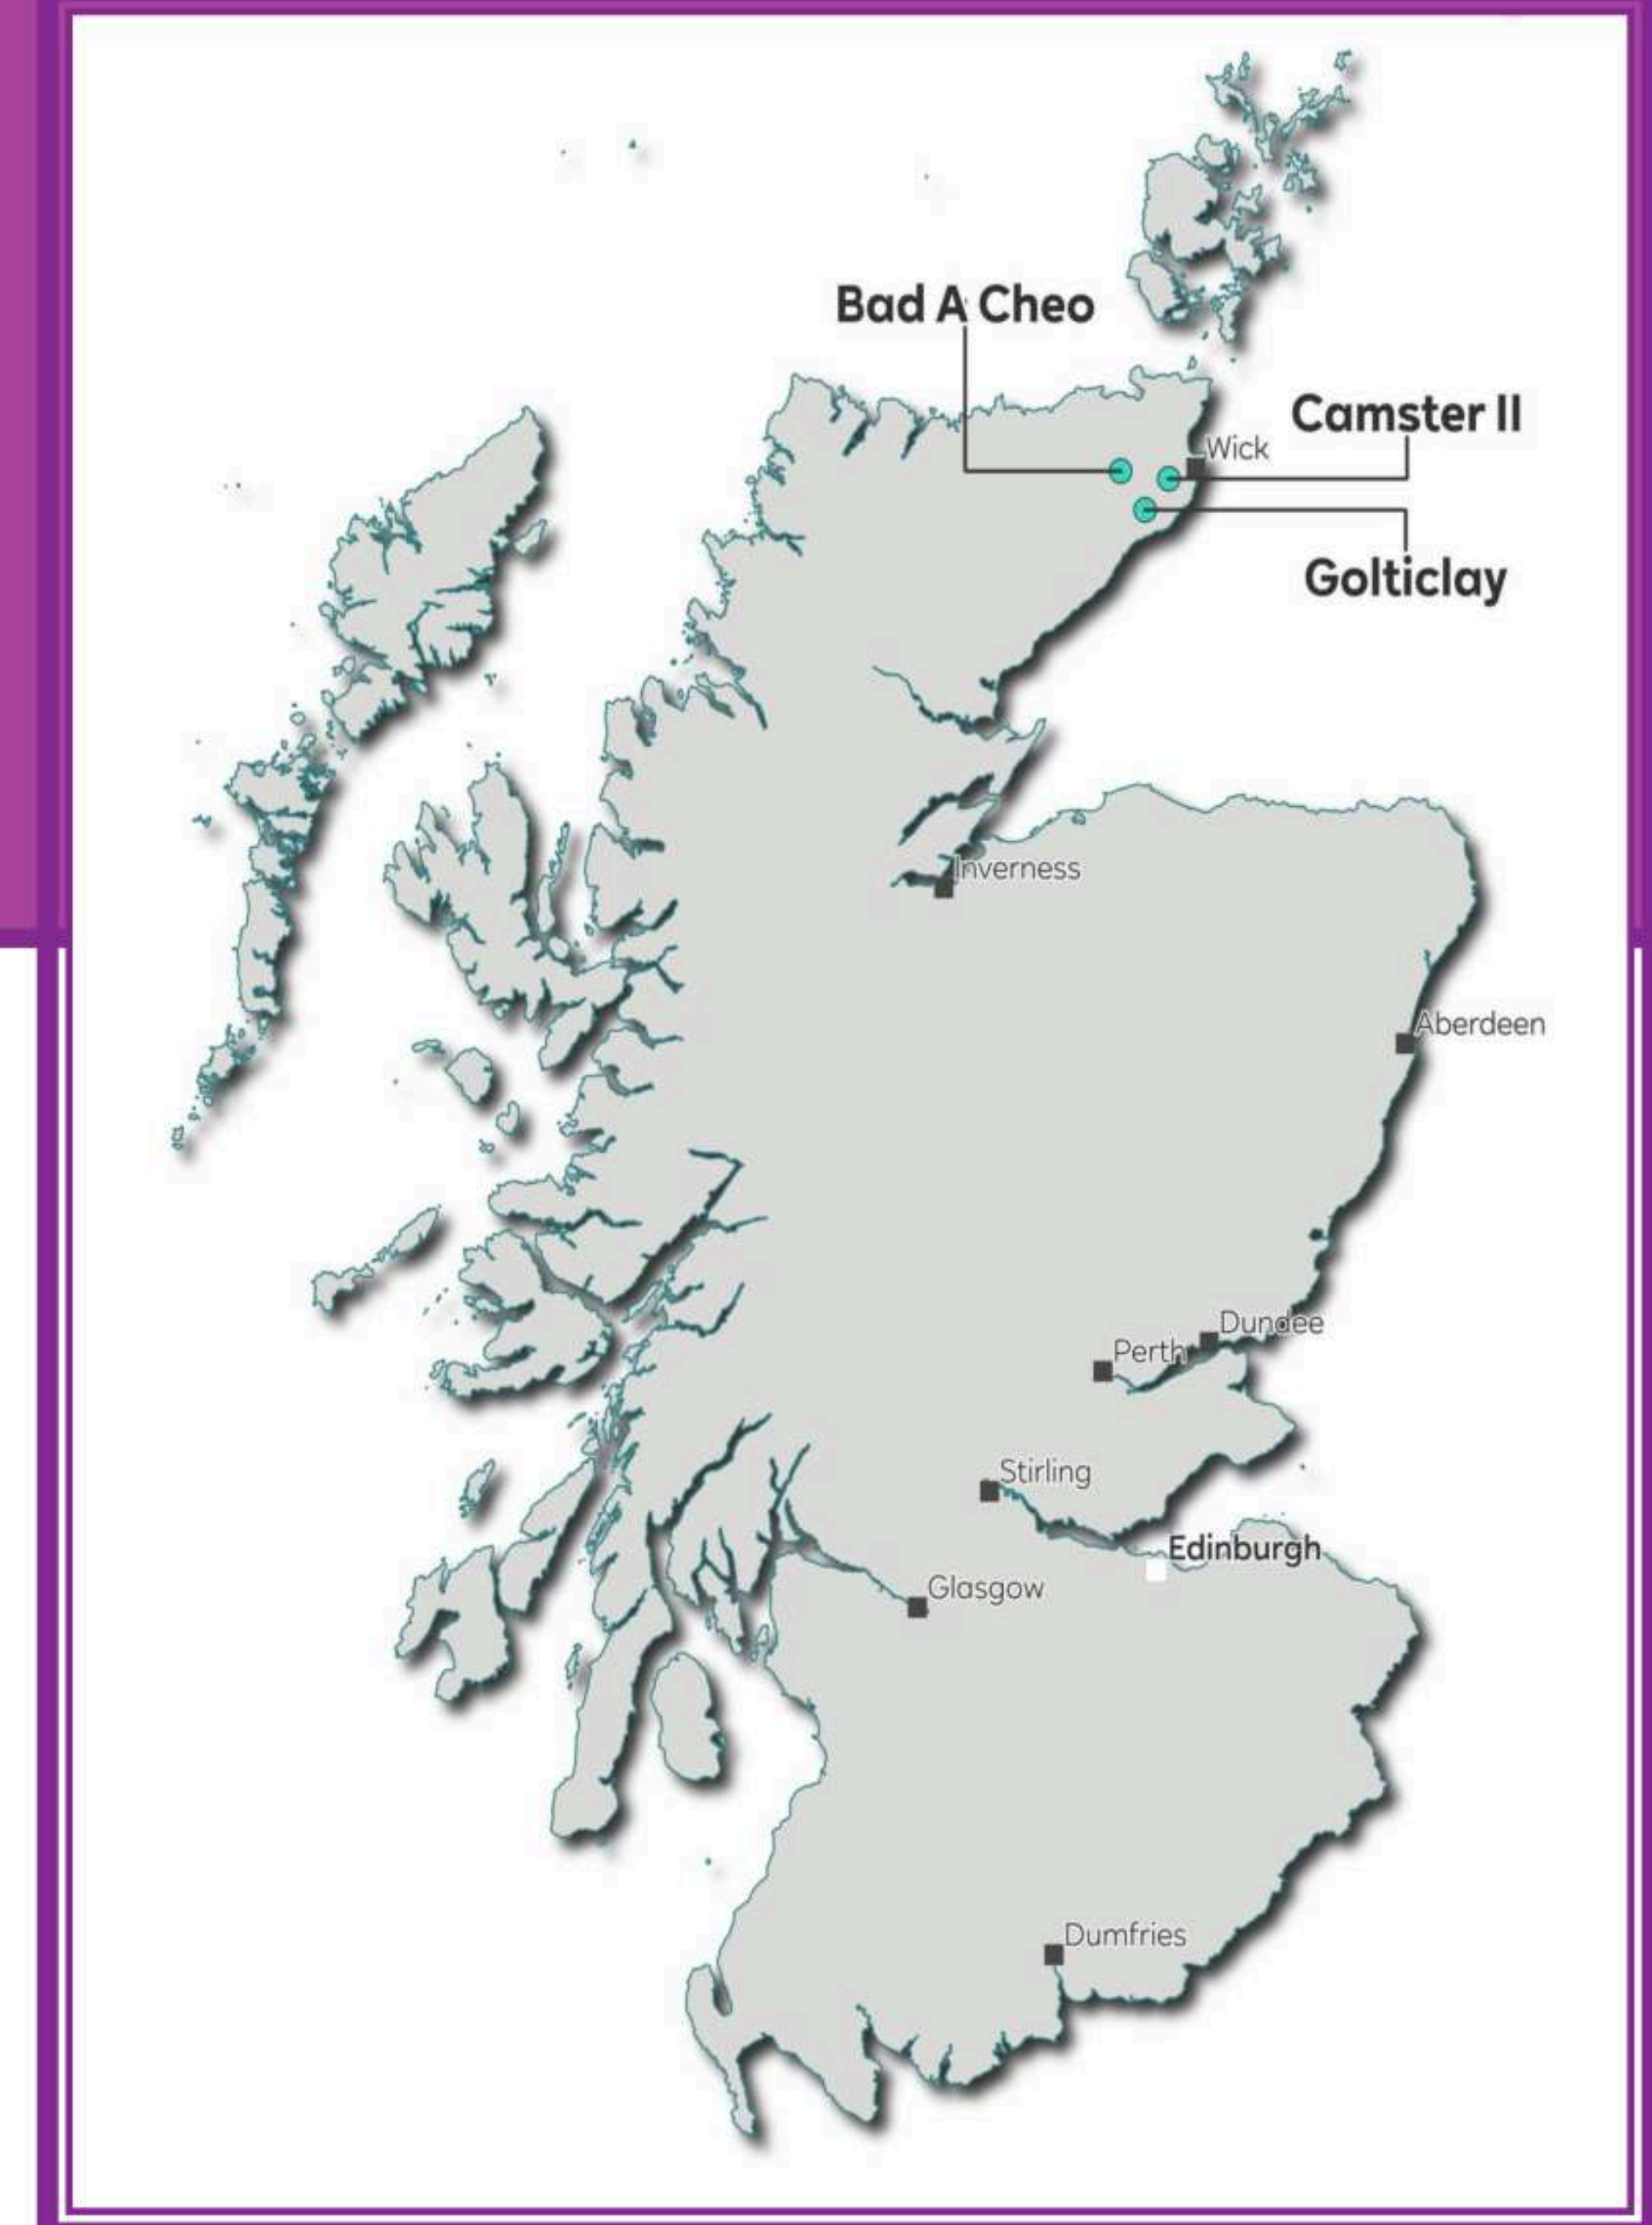 Bad A Cheo
Camster II
Wick
Golticlay
Inverness
Aberdeen
Dundee
Perth
Stirling
Edinburgh
Glasgow
Dumfries